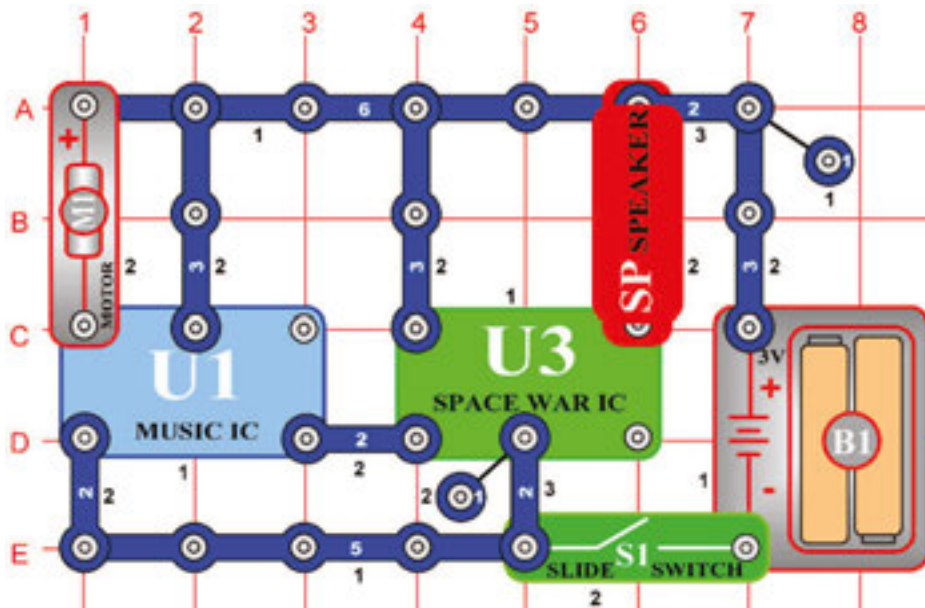 1 2 3 4 5 6 7 8
A 6 2
1 3
+ 1
1
M1 SPEAKER
B
2 3 2 3 2 2 3 2
MOTOR SP
1
C
U1 U3 3V
MUSIC IC SPACE WAR IC +
D 2 B1
1 2 1 -
2 2 2 1 2 3
E 5 S1
SLIDE SWITCH
1 2